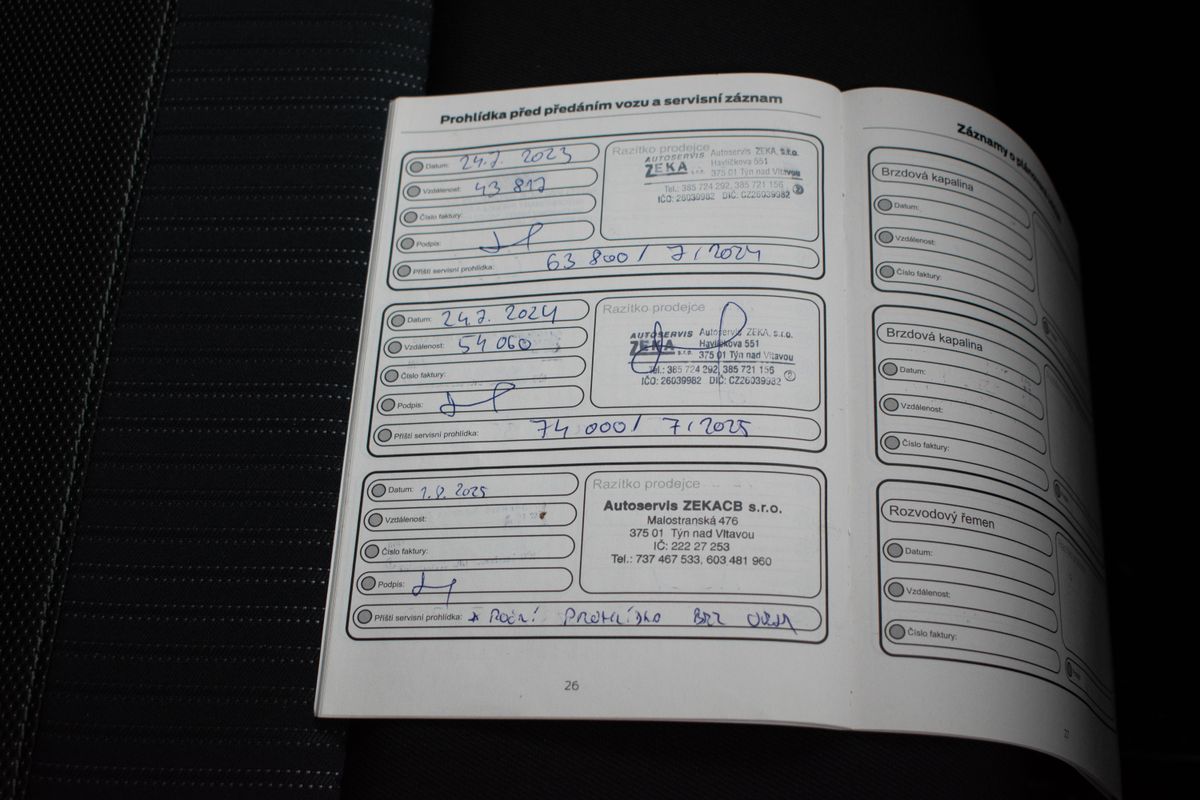 Prohlídka před předáním vozu a servisní záznam
Datum: 24.7. 2023
Vzdálenost: 43 817
Číslo faktury:
Podpis:
Příští servisní prohlídka: 63 800 / 7 / 2024
Razítko prodejce
AUTOSERVIS ZEKA s.r.o.
Autoservis ZEKA, s.r.o.
Havlíčkova 551
375 01 Týn nad Vltavou
Tel.: 385 724 292, 385 721 156
IČO: 26039982 DIČ: CZ26039982
Datum: 24.7. 2024
Vzdálenost: 54 060
Číslo faktury:
Podpis:
Příští servisní prohlídka: 74 000 / 7 / 2025
Razítko prodejce
AUTOSERVIS ZEKA s.r.o.
Autoservis ZEKA, s.r.o.
Havlíčkova 551
375 01 Týn nad Vltavou
Tel.: 385 724 292, 385 721 156
IČO: 26039982 DIČ: CZ26039982
Datum: 1.8. 2025
Vzdálenost:
Číslo faktury:
Podpis:
Příští servisní prohlídka:
Razítko prodejce
Autoservis ZEKACB s.r.o.
Malostranská 476
375 01 Týn nad Vltavou
IČ: 222 27 253
Tel.: 737 467 533, 603 481 960
26
Záznamy o
Brzdová kapalina
Datum:
Vzdálenost:
Číslo faktury:
Brzdová kapalina
Datum:
Vzdálenost:
Číslo faktury:
Rozvodový řemen
Datum:
Vzdálenost:
Číslo faktury:
27